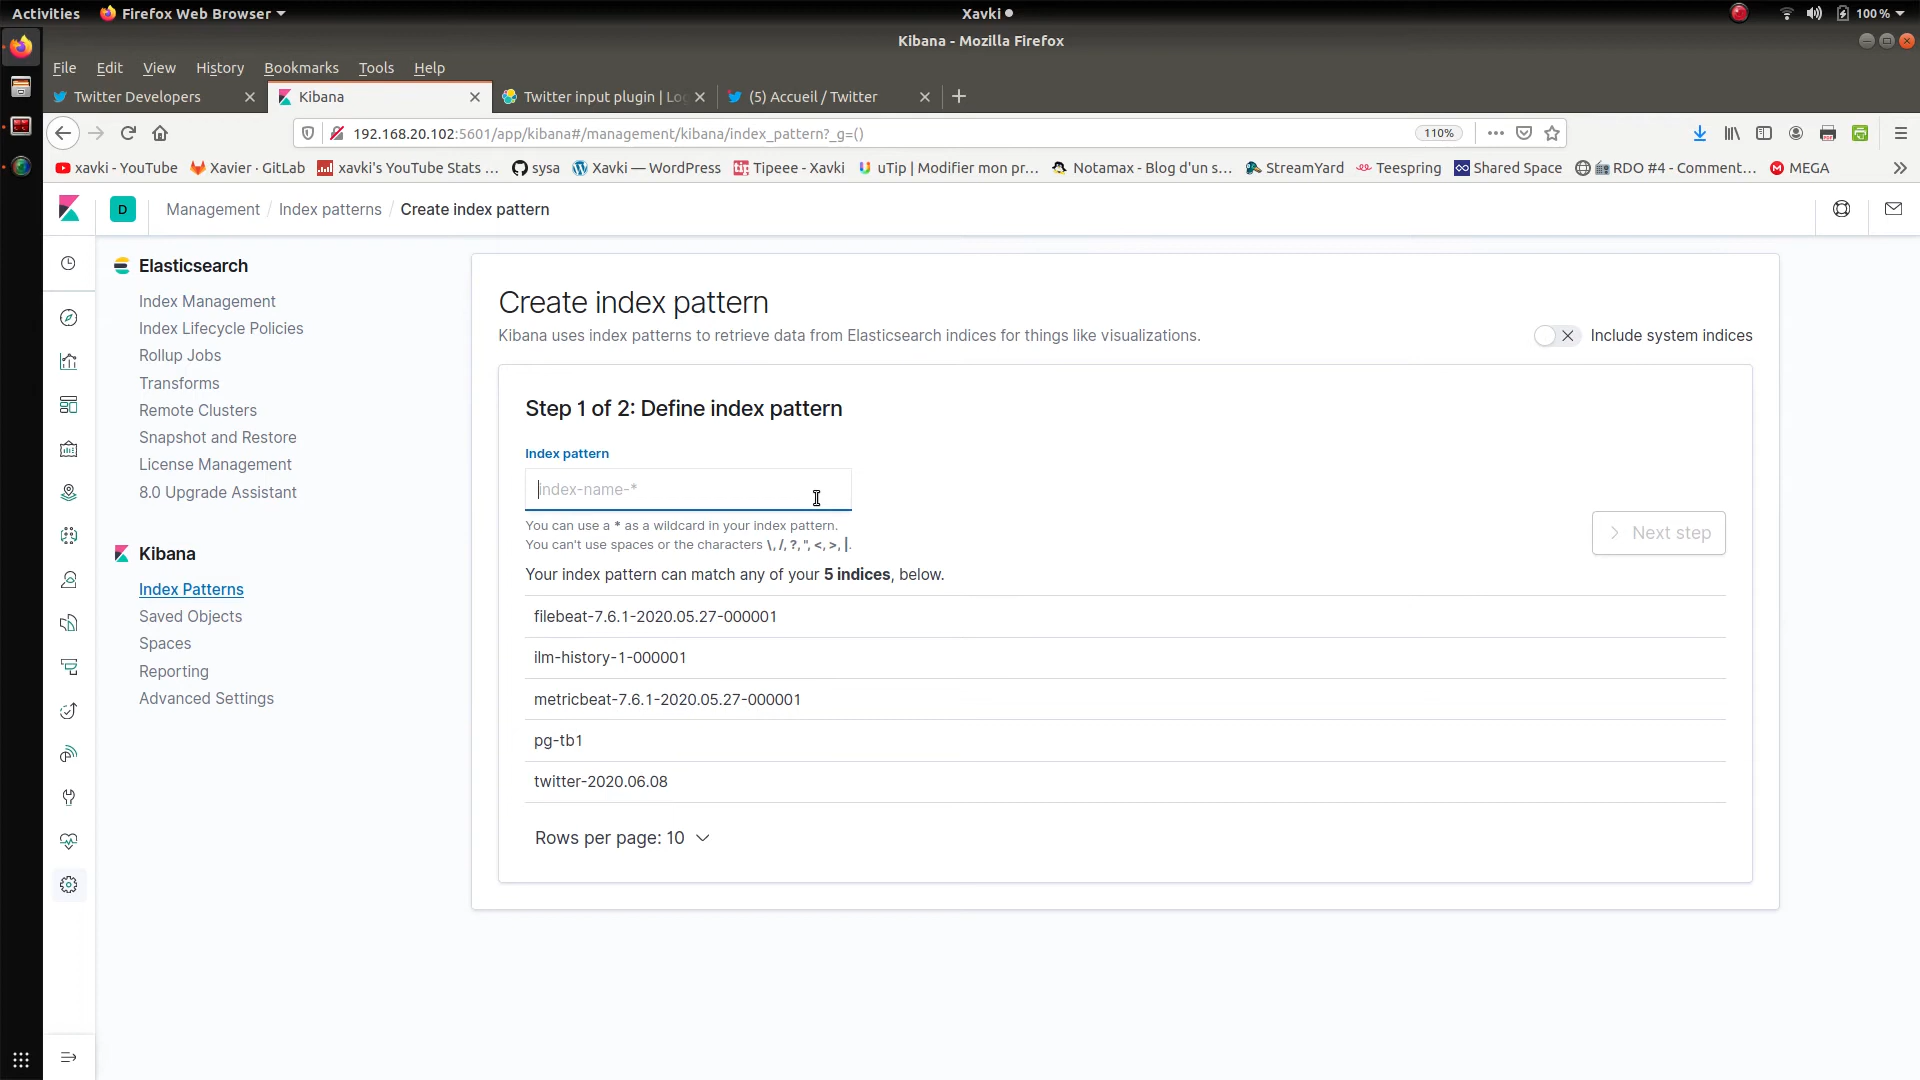 Activities Firefox Web Browser Xavki 100 %
Kibana - Mozilla Firefox
File Edit View History Bookmarks Tools Help
Twitter Developers Kibana Twitter input plugin | Lo (5) Accueil / Twitter
192.168.20.102:5601/app/kibana#/management/kibana/index_pattern?_g=() 110%
xavki - YouTube Xavier · GitLab xavki's YouTube Stats ... sysa Xavki — WordPress Tipeee - Xavki uTip | Modifier mon pr... Notamax - Blog d'un s... StreamYard Teespring Shared Space RDO #4 - Comment... MEGA
D Management / Index patterns / Create index pattern
Elasticsearch
Index Management
Index Lifecycle Policies
Rollup Jobs
Transforms
Remote Clusters
Snapshot and Restore
License Management
8.0 Upgrade Assistant
Kibana
Index Patterns
Saved Objects
Spaces
Reporting
Advanced Settings
Create index pattern
Kibana uses index patterns to retrieve data from Elasticsearch indices for things like visualizations.
Include system indices
Step 1 of 2: Define index pattern
Index pattern
index-name-*
You can use a * as a wildcard in your index pattern.
You can't use spaces or the characters \, /, ?, ", <, >, |.
Next step
Your index pattern can match any of your 5 indices, below.
filebeat-7.6.1-2020.05.27-000001
ilm-history-1-000001
metricbeat-7.6.1-2020.05.27-000001
pg-tb1
twitter-2020.06.08
Rows per page: 10